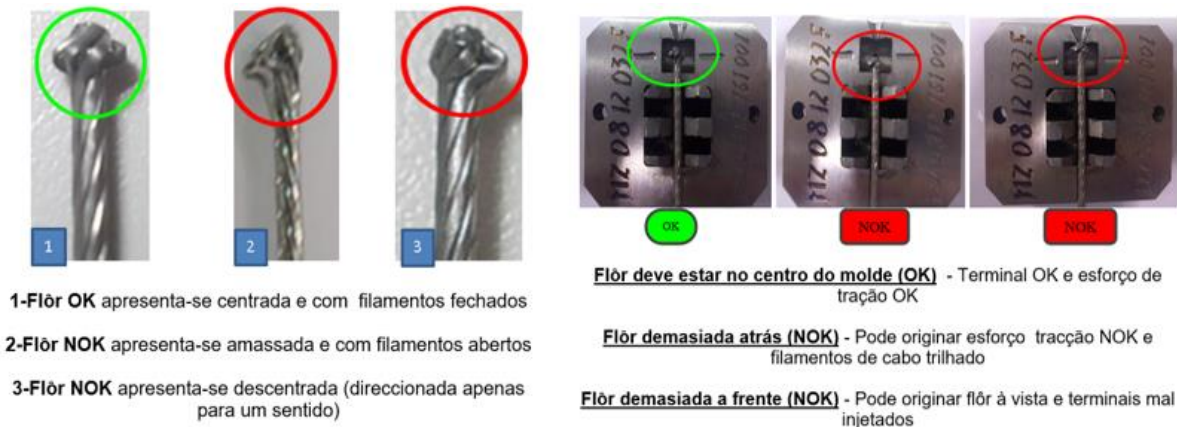 1
2
3
1-Flôr OK apresenta-se centrada e com filamentos fechados
2-Flôr NOK apresenta-se amassada e com filamentos abertos
3-Flôr NOK apresenta-se descentrada (direccionada apenas
para um sentido)
OK
NOK
NOK
Flôr deve estar no centro do molde (OK) - Terminal OK e esforço de
tração OK
Flôr demasiada atrás (NOK) - Pode originar esforço tracção NOK e
filamentos de cabo trilhado
Flôr demasiada a frente (NOK) - Pode originar flôr à vista e terminais mal
injetados